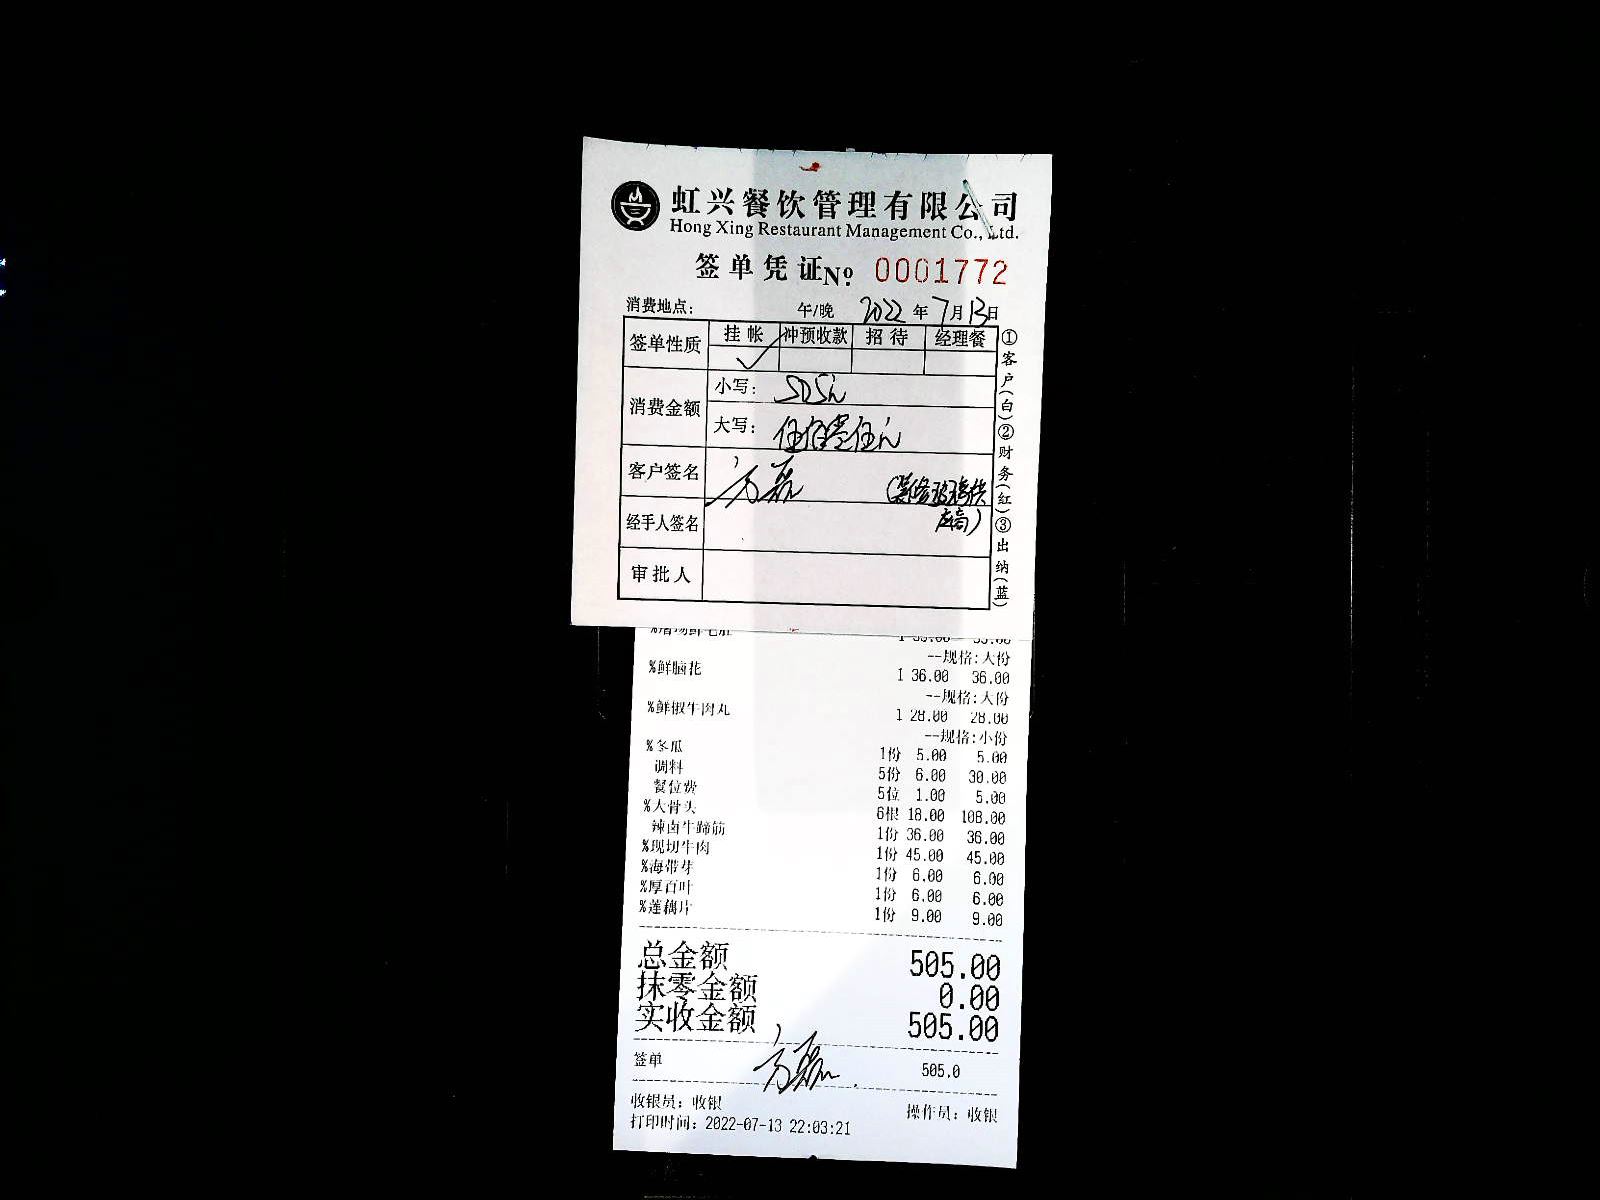 虹兴餐饮管理有限公司
Hong Xing Restaurant Management Co., Ltd.
签单凭证 № 0001772
消费地点: 午/晚 2022 年 7 月 13 日
签单性质 挂帐 冲预收款 招待 经理餐
✓
消费金额 小写: 505元
大写: 伍佰零伍元
客户签名 方磊 (装修玻璃供
应商)
经手人签名
审批人
①客户(白)②财务(红)③出纳(蓝)
--规格:大份
%鲜脑花 1 36.00 36.00
--规格:大份
%鲜椒牛肉丸 1 28.00 28.00
--规格:小份
%冬瓜 1份 5.00 5.00
调料 5份 6.00 30.00
餐位费 5位 1.00 5.00
%大骨头 6根 18.00 108.00
辣卤牛蹄筋 1份 36.00 36.00
%现切牛肉 1份 45.00 45.00
%海带芽 1份 6.00 6.00
%厚百叶 1份 6.00 6.00
%莲藕片 1份 9.00 9.00
总金额 505.00
抹零金额 0.00
实收金额 505.00
签单 方磊 505.0
收银员: 收银 操作员: 收银
打印时间: 2022-07-13 22:03:21